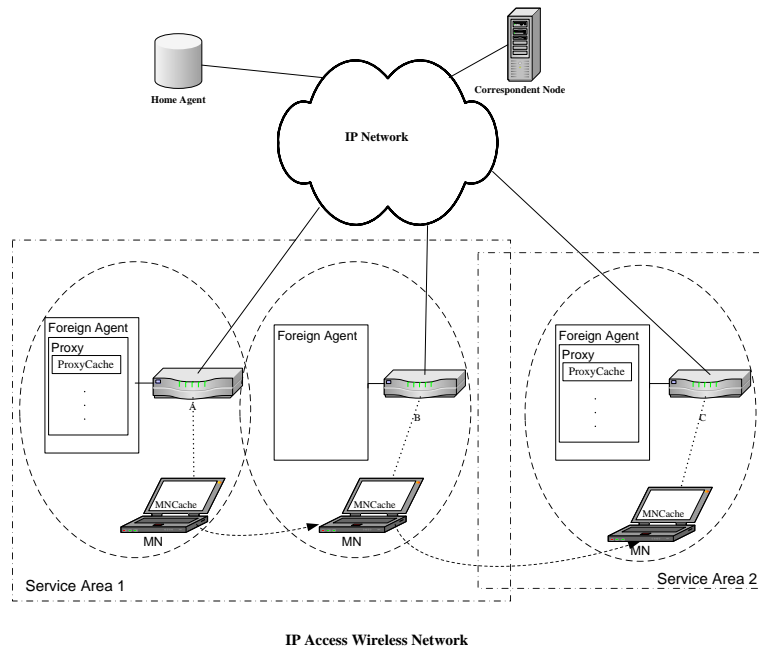 Home Agent
Correspondent Node
IP Network
Foreign Agent
Proxy
ProxyCache
.
.
.
A
MNCache
MN
Foreign Agent
B
MNCache
MN
Foreign Agent
Proxy
ProxyCache
.
.
.
C
MNCache
MN
Service Area 1
Service Area 2
IP Access Wireless Network